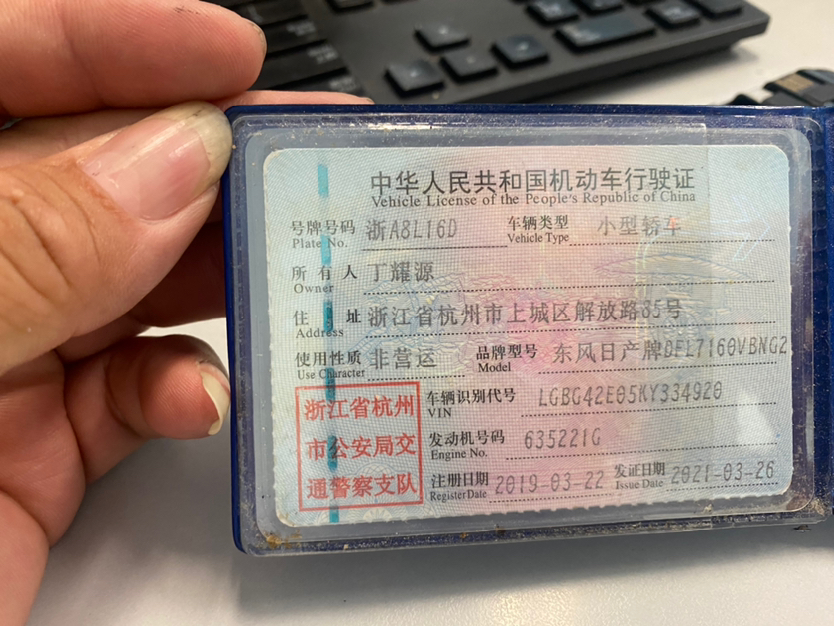 中华人民共和国机动车行驶证
Vehicle License of the People's Republic of China
号牌号码 浙A8L16D 车辆类型 小型轿车
Plate No. Vehicle Type
所有人 丁耀源
Owner
住址 浙江省杭州市上城区解放路85号
Address
使用性质 非营运 品牌型号 东风日产牌DFL7160VBNG2
Use Character Model
浙江省杭州
市公安局交
通警察支队
车辆识别代号 LGBG42E05KY334920
VIN
发动机号码 635221G
Engine No.
注册日期 2019-03-22 发证日期 2021-03-26
Register Date Issue Date